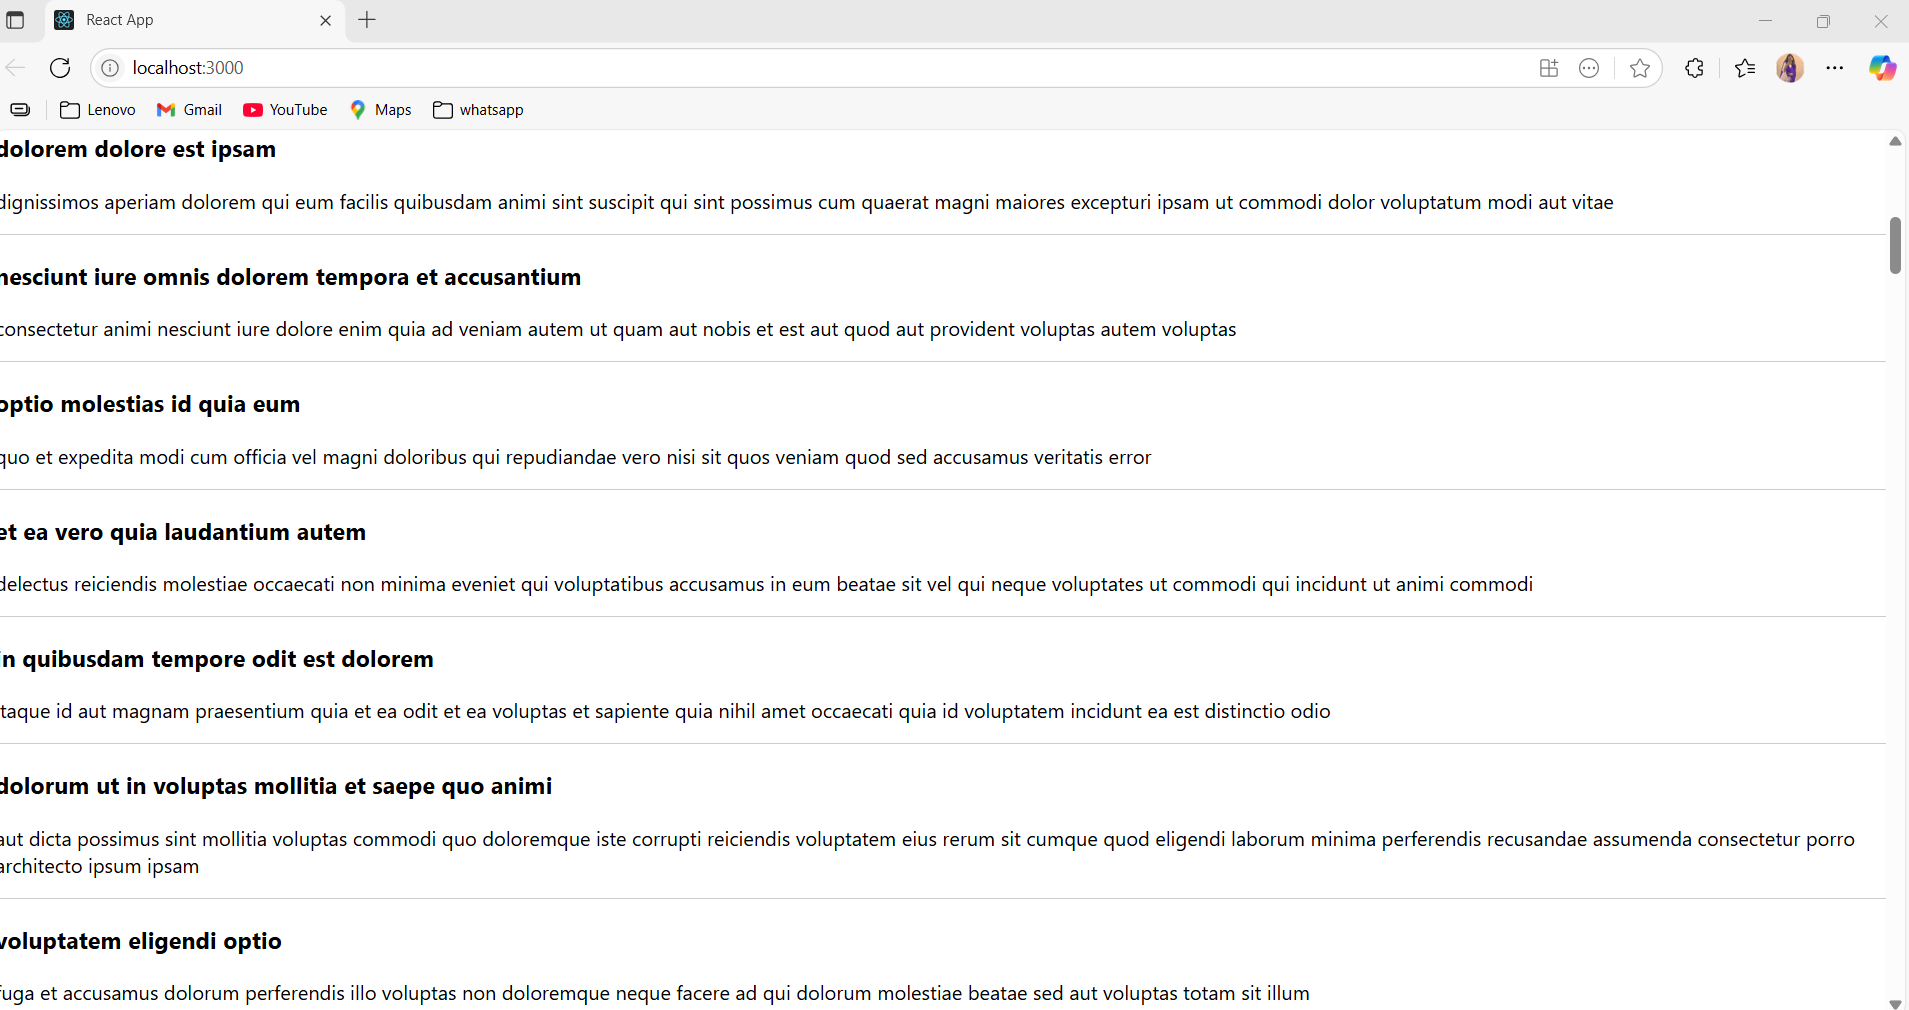 React App
localhost:3000
Lenovo Gmail YouTube Maps whatsapp
dolorem dolore est ipsam
dignissimos aperiam dolorem qui eum facilis quibusdam animi sint suscipit qui sint possimus cum quaerat magni maiores excepturi ipsam ut commodi dolor voluptatum modi aut vitae
nesciunt iure omnis dolorem tempora et accusantium
consectetur animi nesciunt iure dolore enim quia ad veniam autem ut quam aut nobis et est aut quod aut provident voluptas autem voluptas
optio molestias id quia eum
quo et expedita modi cum officia vel magni doloribus qui repudiandae vero nisi sit quos veniam quod sed accusamus veritatis error
et ea vero quia laudantium autem
delectus reiciendis molestiae occaecati non minima eveniet qui voluptatibus accusamus in eum beatae sit vel qui neque voluptates ut commodi qui incidunt ut animi commodi
in quibusdam tempore odit est dolorem
itaque id aut magnam praesentium quia et ea odit et ea voluptas et sapiente quia nihil amet occaecati quia id voluptatem incidunt ea est distinctio odio
dolorum ut in voluptas mollitia et saepe quo animi
aut dicta possimus sint mollitia voluptas commodi quo doloremque iste corrupti reiciendis voluptatem eius rerum sit cumque quod eligendi laborum minima perferendis recusandae assumenda consectetur porro
architecto ipsum ipsam
voluptatem eligendi optio
fuga et accusamus dolorum perferendis illo voluptas non doloremque neque facere ad qui dolorum molestiae beatae sed aut voluptas totam sit illum